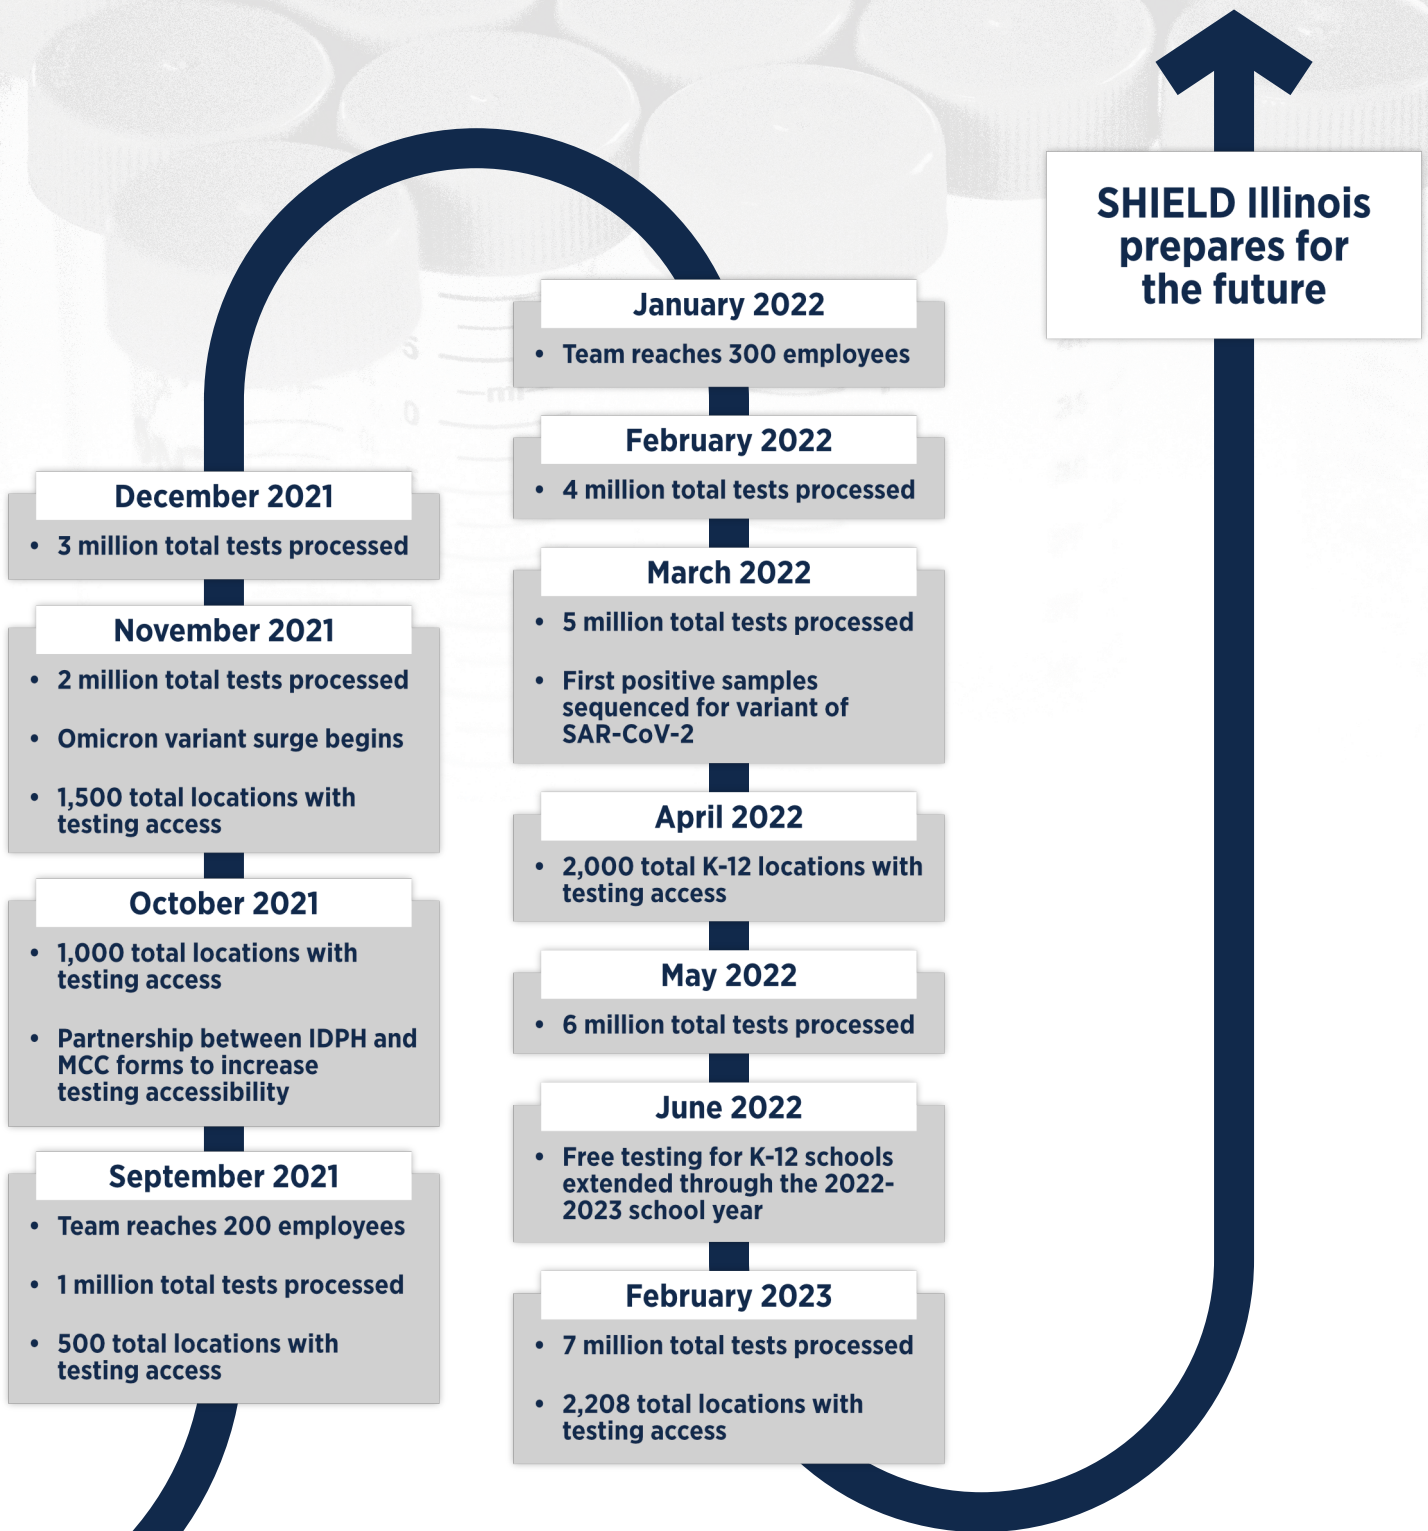 SHIELD Illinois
prepares for
the future
January 2022
• Team reaches 300 employees
February 2022
• 4 million total tests processed
March 2022
• 5 million total tests processed
• First positive samples
sequenced for variant of
SAR-CoV-2
April 2022
• 2,000 total K-12 locations with
testing access
May 2022
• 6 million total tests processed
June 2022
• Free testing for K-12 schools
extended through the 2022-
2023 school year
February 2023
• 7 million total tests processed
• 2,208 total locations with
testing access
December 2021
• 3 million total tests processed
November 2021
• 2 million total tests processed
• Omicron variant surge begins
• 1,500 total locations with
testing access
October 2021
• 1,000 total locations with
testing access
• Partnership between IDPH and
MCC forms to increase
testing accessibility
September 2021
• Team reaches 200 employees
• 1 million total tests processed
• 500 total locations with
testing access